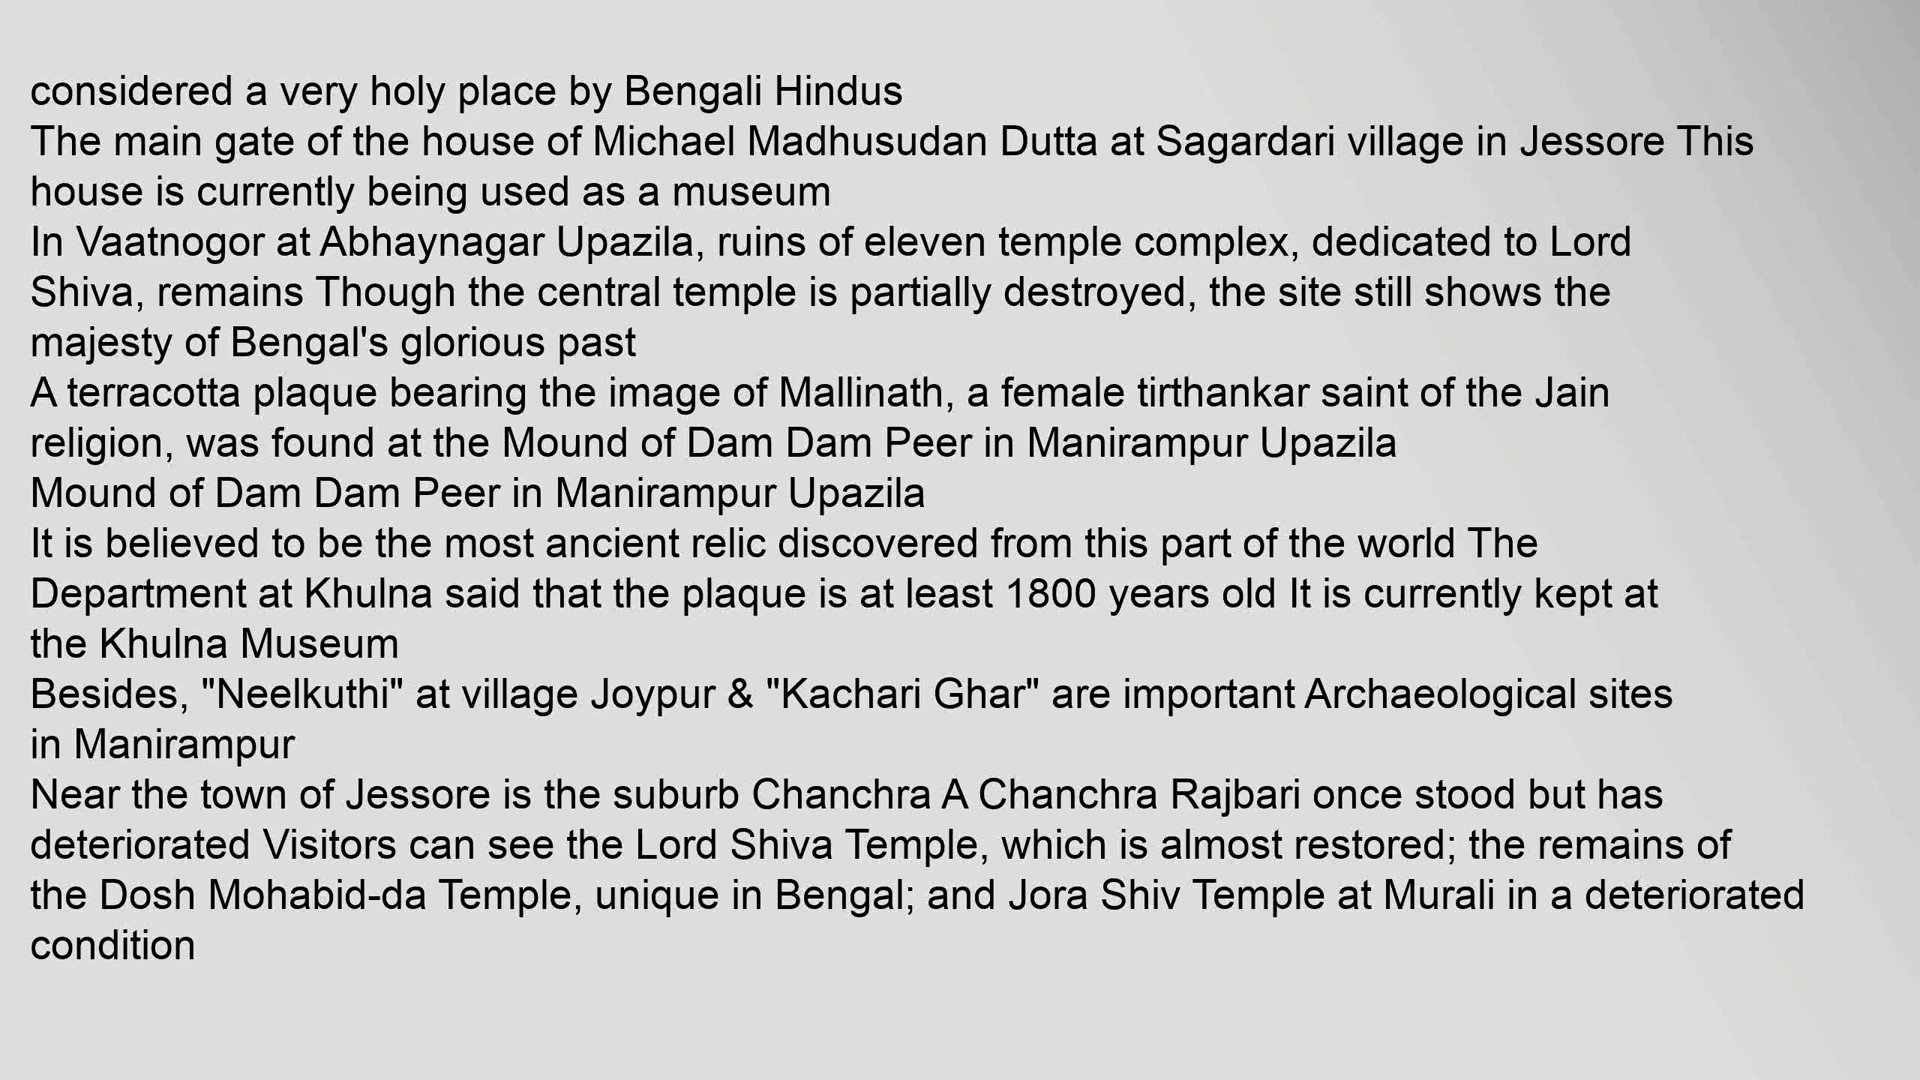 considered a very holy place by Bengali Hindus
The main gate of the house of Michael Madhusudan Dutta at Sagardari village in Jessore This
house is currently being used as a museum
In Vaatnogor at Abhaynagar Upazila, ruins of eleven temple complex, dedicated to Lord
Shiva, remains Though the central temple is partially destroyed, the site still shows the
majesty of Bengal's glorious past
A terracotta plaque bearing the image of Mallinath, a female tirthankar saint of the Jain
religion, was found at the Mound of Dam Dam Peer in Manirampur Upazila
Mound of Dam Dam Peer in Manirampur Upazila
It is believed to be the most ancient relic discovered from this part of the world The
Department at Khulna said that the plaque is at least 1800 years old It is currently kept at
the Khulna Museum
Besides, "Neelkuthi" at village Joypur & "Kachari Ghar" are important Archaeological sites
in Manirampur
Near the town of Jessore is the suburb Chanchra A Chanchra Rajbari once stood but has
deteriorated Visitors can see the Lord Shiva Temple, which is almost restored; the remains of
the Dosh Mohabid-da Temple, unique in Bengal; and Jora Shiv Temple at Murali in a deteriorated
condition